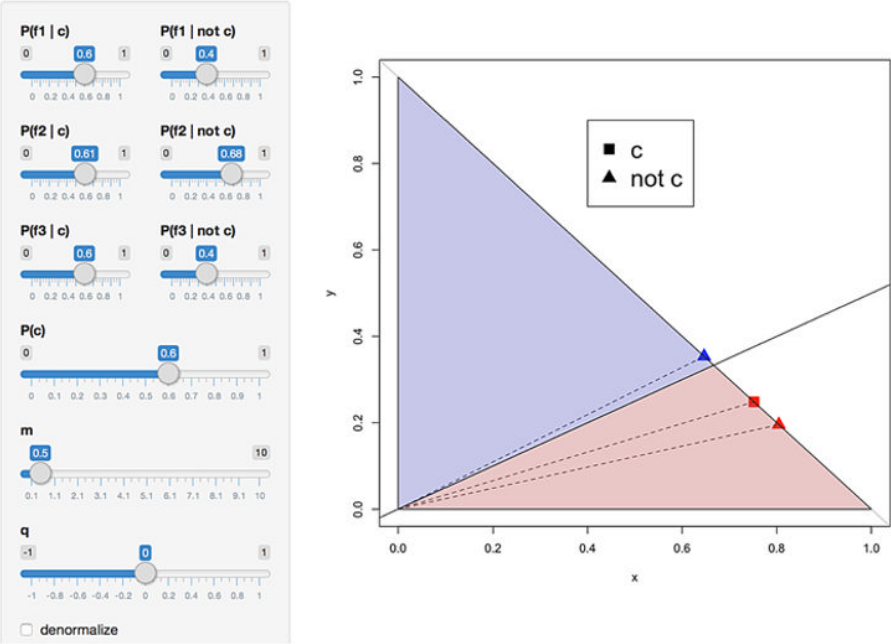 P(f1 | c) P(f1 | not c)
0 0.6 1 0 0.4 1
0 0.2 0.4 0.6 0.8 1 0 0.2 0.4 0.6 0.8 1
P(f2 | c) P(f2 | not c)
0 0.61 1 0 0.68 1
0 0.2 0.4 0.6 0.8 1 0 0.2 0.4 0.6 0.8 1
P(f3 | c) P(f3 | not c)
0 0.6 1 0 0.4 1
0 0.2 0.4 0.6 0.8 1 0 0.2 0.4 0.6 0.8 1
P(c)
0 0.6 1
0 0.1 0.2 0.3 0.4 0.5 0.6 0.7 0.8 0.9 1
m
0.5 10
0.1 1.1 2.1 3.1 4.1 5.1 6.1 7.1 8.1 9.1 10
q
-1 0 1
-1 -0.8 -0.6 -0.4 -0.2 0 0.2 0.4 0.6 0.8 1
denormalize
1.0
0.8
0.6
y
0.4
0.2
0.0
c
not c
0.0 0.2 0.4 0.6 0.8 1.0
x